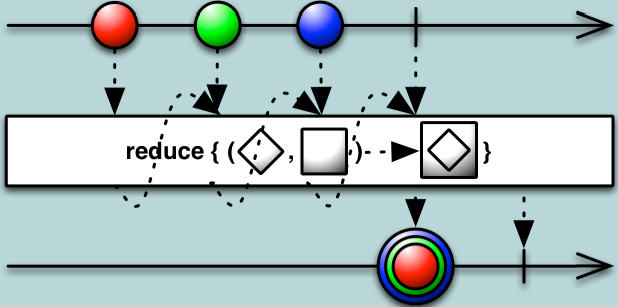 reduce { ( , ) }